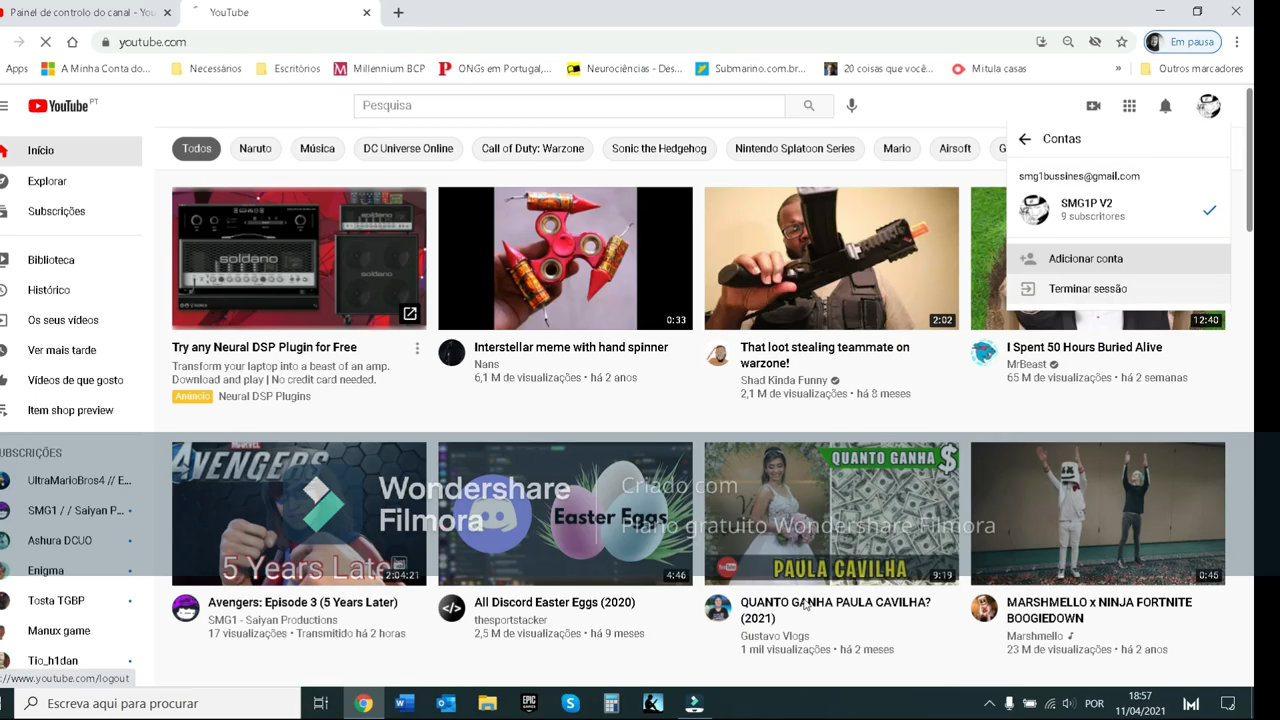 Painel de controlo do canal - You
YouTube
youtube.com
Em pausa
Apps
A Minha Conta do...
Necessários
Escritórios
Millennium BCP
ONGs em Portugal,...
Neurociências - Des...
Submarino.com.br...
20 coisas que você...
Mitula casas
»
Outros marcadores
YouTube PT
Pesquisa
Início
Explorar
Subscrições
Biblioteca
Histórico
Os seus vídeos
Ver mais tarde
Vídeos de que gosto
Item shop preview
UBSCRIÇÕES
UltraMarioBros4 // E...
SMG1 // Saiyan P...
Ashura DCUO
Enigma
Tosta TGBP
Manux game
Tio_h1dan
://www.youtube.com/logout
Todos
Naruto
Música
DC Universe Online
Call of Duty: Warzone
Sonic the Hedgehog
Nintendo Splatoon Series
Mario
Airsoft
G
Contas
smg1bussines@gmail.com
SMG1P V2
9 subscritores
Adicionar conta
Terminar sessão
soldano
soldano
0:33
2:02
12:40
Try any Neural DSP Plugin for Free
Transform your laptop into a beast of an amp.
Download and play | No credit card needed.
Anúncio Neural DSP Plugins
Interstellar meme with hand spinner
Nans
6,1 M de visualizações • há 2 anos
That loot stealing teammate on
warzone!
Shad Kinda Funny
2,1 M de visualizações • há 8 meses
I Spent 50 Hours Buried Alive
MrBeast
65 M de visualizações • há 2 semanas
MARVEL
AVENGERS
5 Years Later
2:04:21
Wondershare
Filmora
Criado com
Plano gratuito Wondershare Filmora
Easter Eggs
4:46
QUANTO GANHA $
PAULA CAVILHA
YouTube
9:19
0:46
Avengers: Episode 3 (5 Years Later)
SMG1 - Saiyan Productions
17 visualizações • Transmitido há 2 horas
All Discord Easter Eggs (2020)
thesportstacker
2,5 M de visualizações • há 9 meses
QUANTO GANHA PAULA CAVILHA?
(2021)
Gustavo Vlogs
1 mil visualizações • há 2 meses
MARSHMELLO x NINJA FORTNITE
BOOGIEDOWN
Marshmello
23 M de visualizações • há 2 anos
Escreva aqui para procurar
EPIC GAMES
POR
18:57
11/04/2021